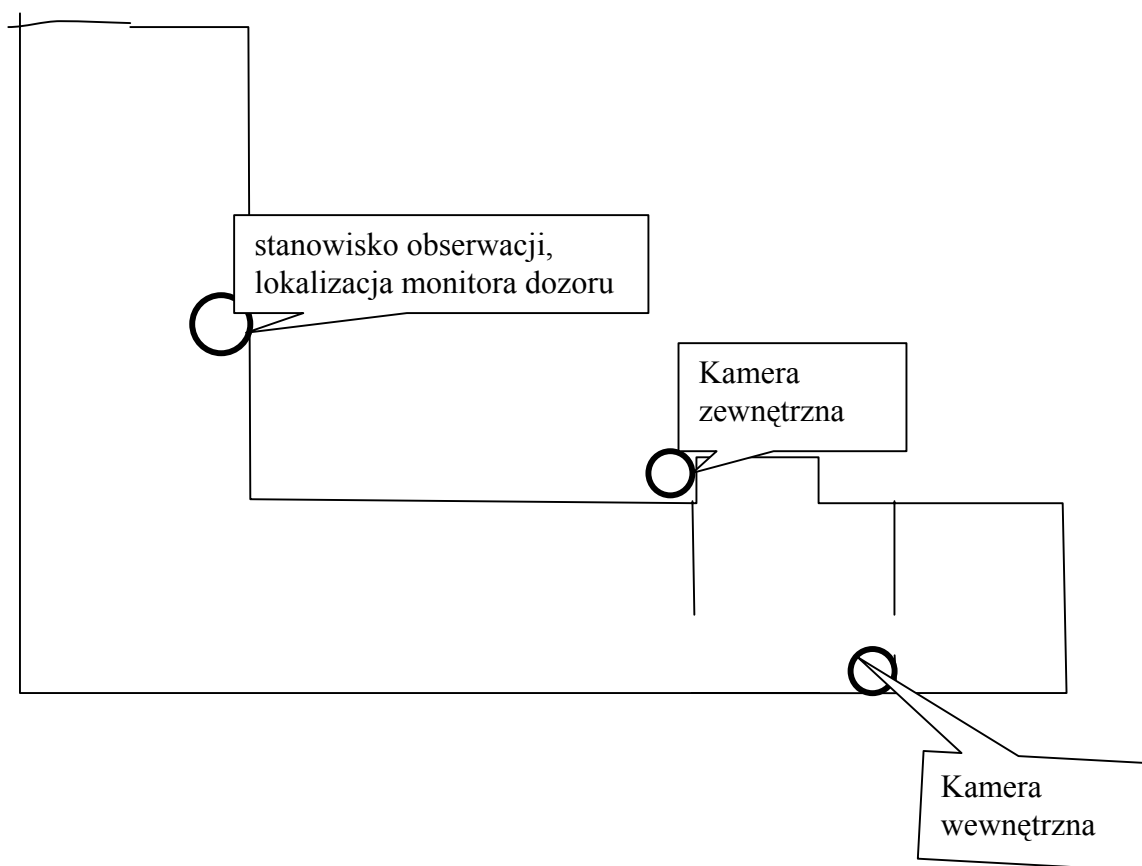 stanowisko obserwacji,
lokalizacja monitora dozoru
Kamera
zewnętrzna
Kamera
wewnętrzna